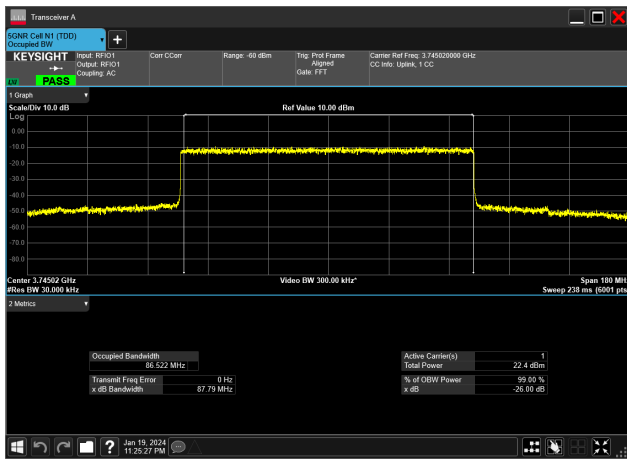 Transceiver A
5GNR Cell N1 (TDD)
Occupied BW
KEYSIGHT
Input: RFIO1
Output: RFIO1
Coupling: AC
Corr CCorr
Range: -60 dBm
Trig: Prot Frame
Aligned
Gate: FFT
Carrier Ref Freq: 3.745020000 GHz
CC Info: Uplink, 1 CC
PASS
1 Graph
Scale/Div 10.0 dB
Ref Value 10.00 dBm
Log
0.00
-10.0
-20.0
-30.0
-40.0
-50.0
-60.0
-70.0
-80.0
Center 3.74502 GHz
Video BW 300.00 kHz*
Span 180 MH
#Res BW 30.000 kHz
Sweep 238 ms (6001 pts
2 Metrics
Occupied Bandwidth
86.522 MHz
Transmit Freq Error 0 Hz
x dB Bandwidth 87.79 MHz
Active Carrier(s) 1
Total Power 22.4 dBm
% of OBW Power 99.00 %
x dB -26.00 dB
?
Jan 19, 2024
11:25:27 PM